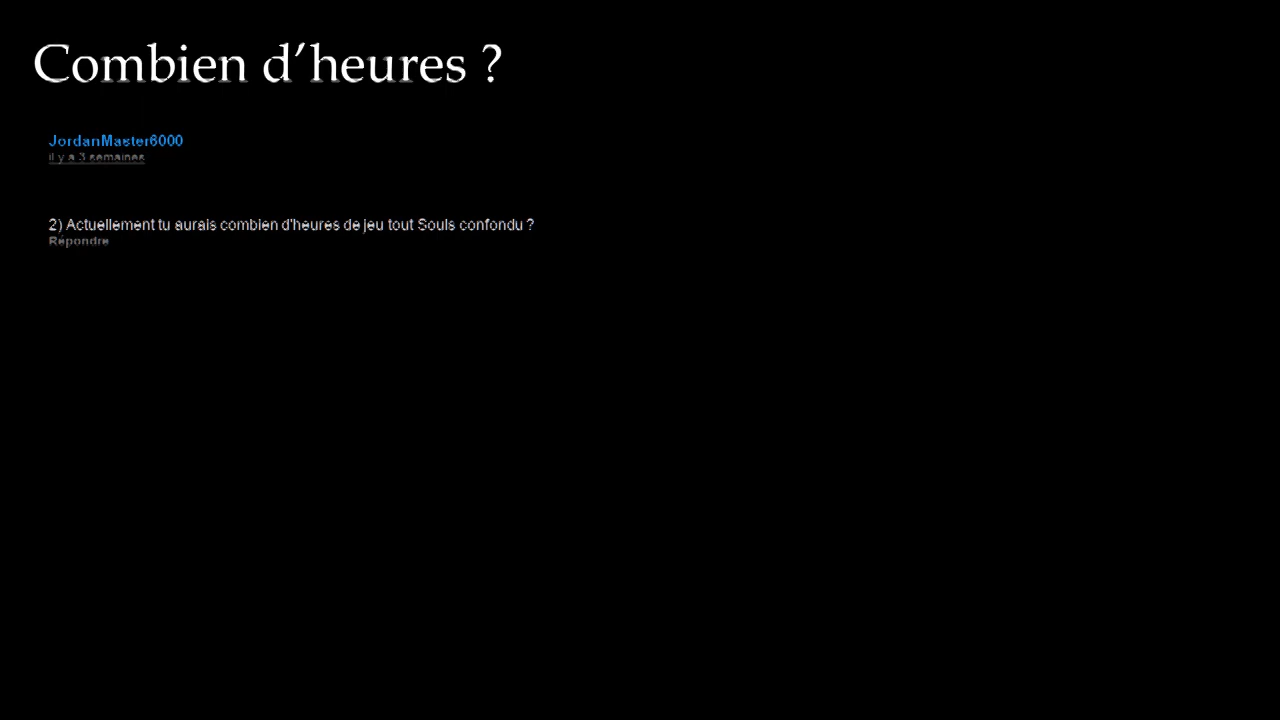 Combien d’heures ?
JordanMaster6000
il y a 3 semaines
2) Actuellement tu aurais combien d'heures de jeu tout Souls confondu ?
Répondre